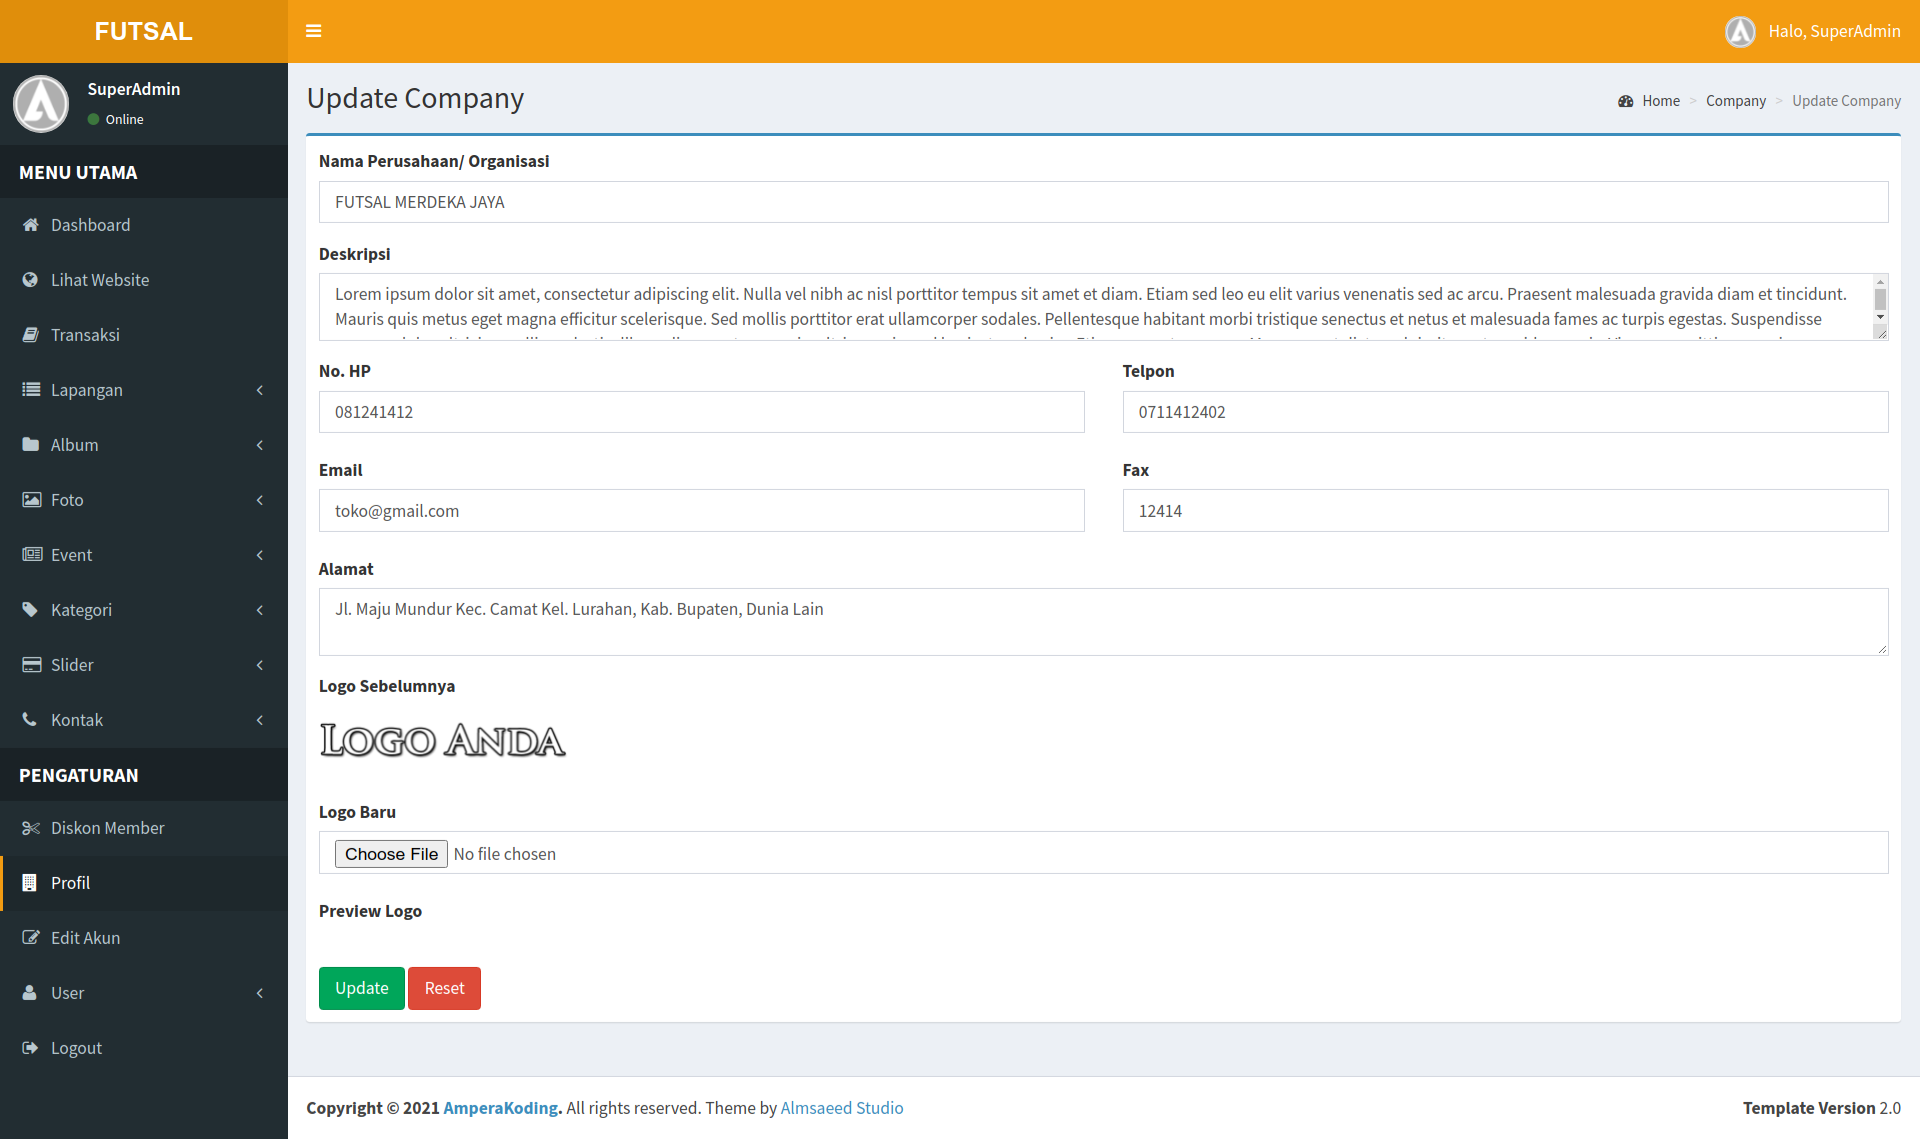 FUTSAL
Halo, SuperAdmin
SuperAdmin
Online
MENU UTAMA
Dashboard
Lihat Website
Transaksi
Lapangan
Album
Foto
Event
Kategori
Slider
Kontak
PENGATURAN
Diskon Member
Profil
Edit Akun
User
Logout
Update Company
Home > Company > Update Company
Nama Perusahaan/ Organisasi
FUTSAL MERDEKA JAYA
Deskripsi
Lorem ipsum dolor sit amet, consectetur adipiscing elit. Nulla vel nibh ac nisl porttitor tempus sit amet et diam. Etiam sed leo eu elit varius venenatis sed ac arcu. Praesent malesuada gravida diam et tincidunt.
Mauris quis metus eget magna efficitur scelerisque. Sed mollis porttitor erat ullamcorper sodales. Pellentesque habitant morbi tristique senectus et netus et malesuada fames ac turpis egestas. Suspendisse
No. HP
Telpon
081241412
0711412402
Email
Fax
toko@gmail.com
12414
Alamat
Jl. Maju Mundur Kec. Camat Kel. Lurahan, Kab. Bupaten, Dunia Lain
Logo Sebelumnya
LOGO ANDA
Logo Baru
Choose File No file chosen
Preview Logo
Update
Reset
Copyright © 2021 AmperaKoding. All rights reserved. Theme by Almsaeed Studio
Template Version 2.0